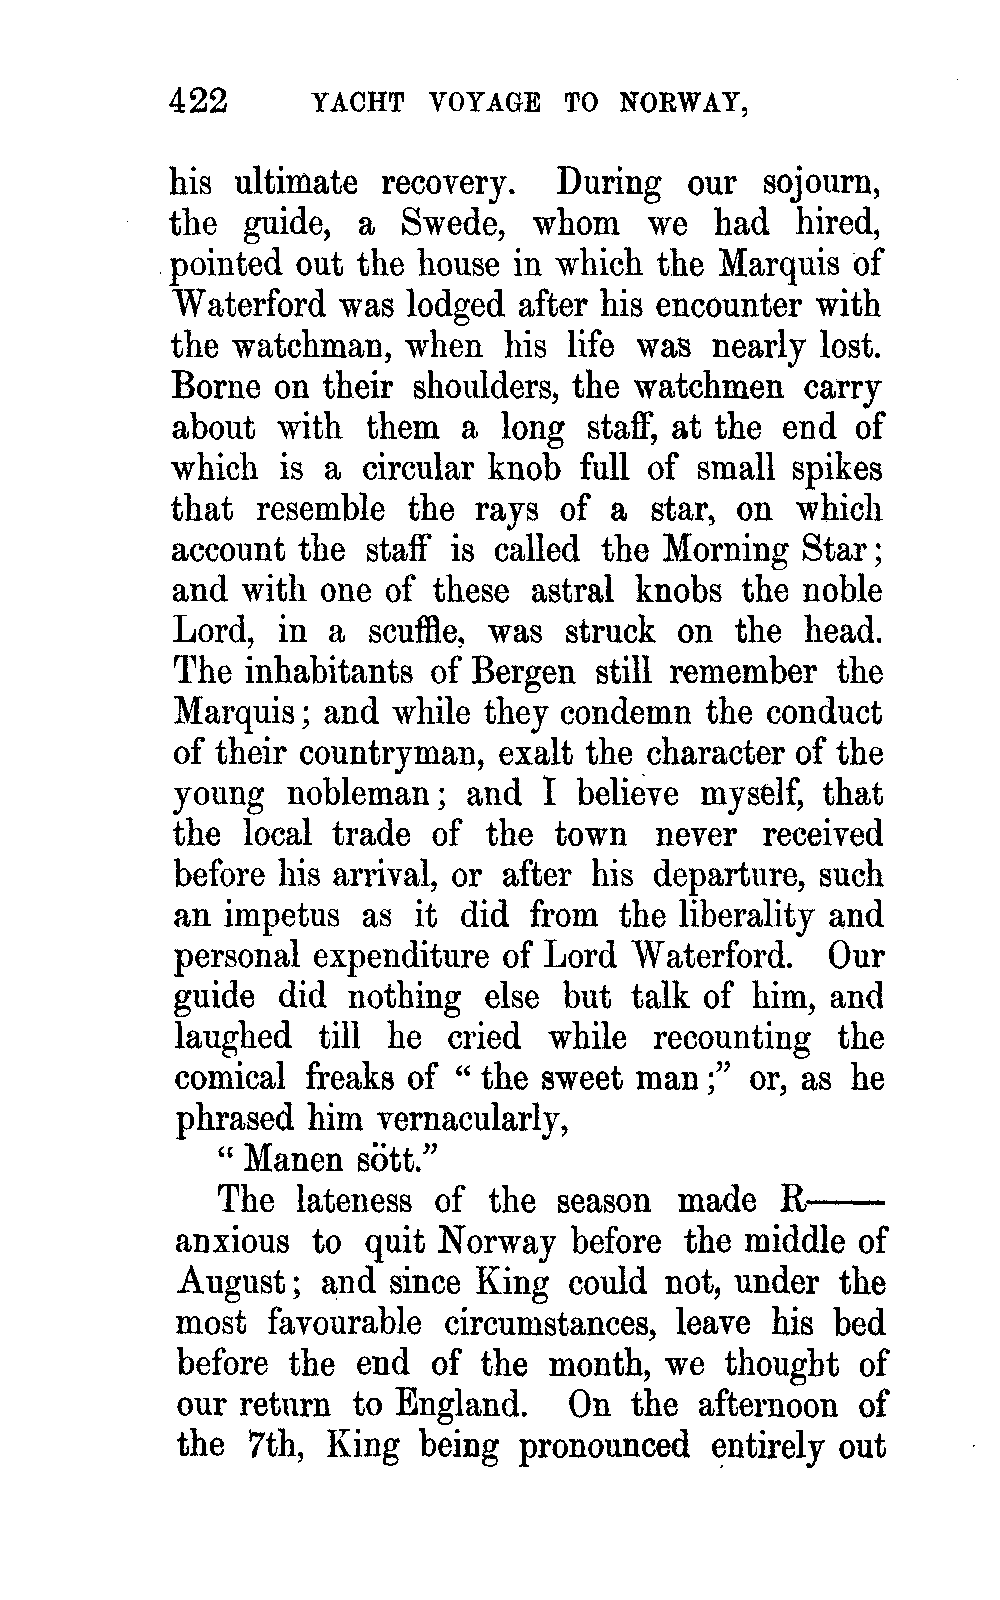 422 YACHT VOYAGE TO NORWAY,
his ultimate recovery. During our sojourn,
the guide, a Swede, whom we had hired,
pointed out the house in which the Marquis of
Waterford was lodged after his encounter with
the watchman, when his life was nearly lost.
Borne on their shoulders, the watchmen carry
about with them a long staff, at the end of
which is a circular knob full of small spikes
that resemble the rays of a star, on which
account the staff is called the Morning Star;
and with one of these astral knobs the noble
Lord, in a scuffle, was struck on the head.
The inhabitants of Bergen still remember the
Marquis; and while they condemn the conduct
of their countryman, exalt the character of the
young nobleman; and I believe myself, that
the local trade of the town never received
before his arrival, or after his departure, such
an impetus as it did from the liberality and
personal expenditure of Lord Waterford. Our
guide did nothing else but talk of him, and
laughed till he cried while recounting the
comical freaks of “ the sweet man ;” or, as he
phrased him vernacularly,
“ Manen sött.”
The lateness of the season made R——
anxious to quit Norway before the middle of
August; and since King could not, under the
most favourable circumstances, leave his bed
before the end of the month, we thought of
our return to England. On the afternoon of
the 7th, King being pronounced entirely out